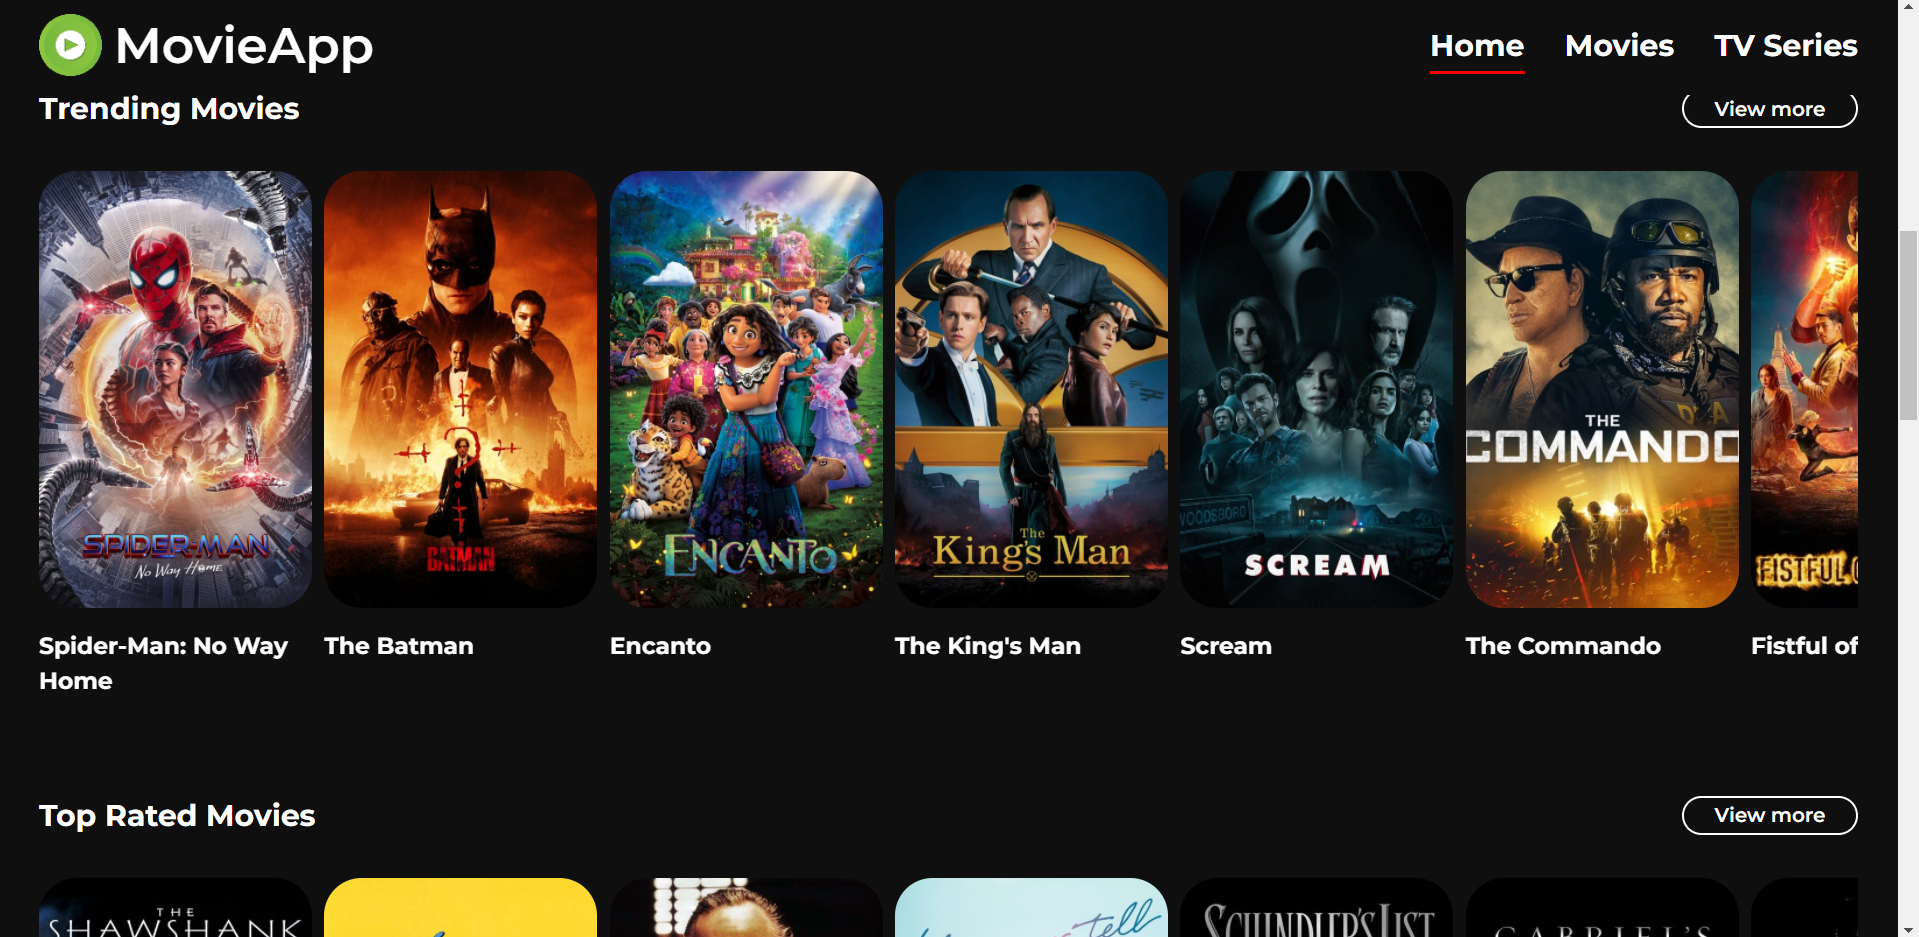 MovieApp
Home Movies TV Series
Trending Movies
View more
SPIDER-MAN
No Way Home
BATMAN
ENCANTO
The
King's Man
WOODSBORO
SCREAM
THE
COMMANDO
FISTFUL
Spider-Man: No Way
Home
The Batman
Encanto
The King's Man
Scream
The Commando
Fistful of
Top Rated Movies
View more
THE
SHAWSHANK
tell
SCHINDLER'S LIST
GABRIEL'S